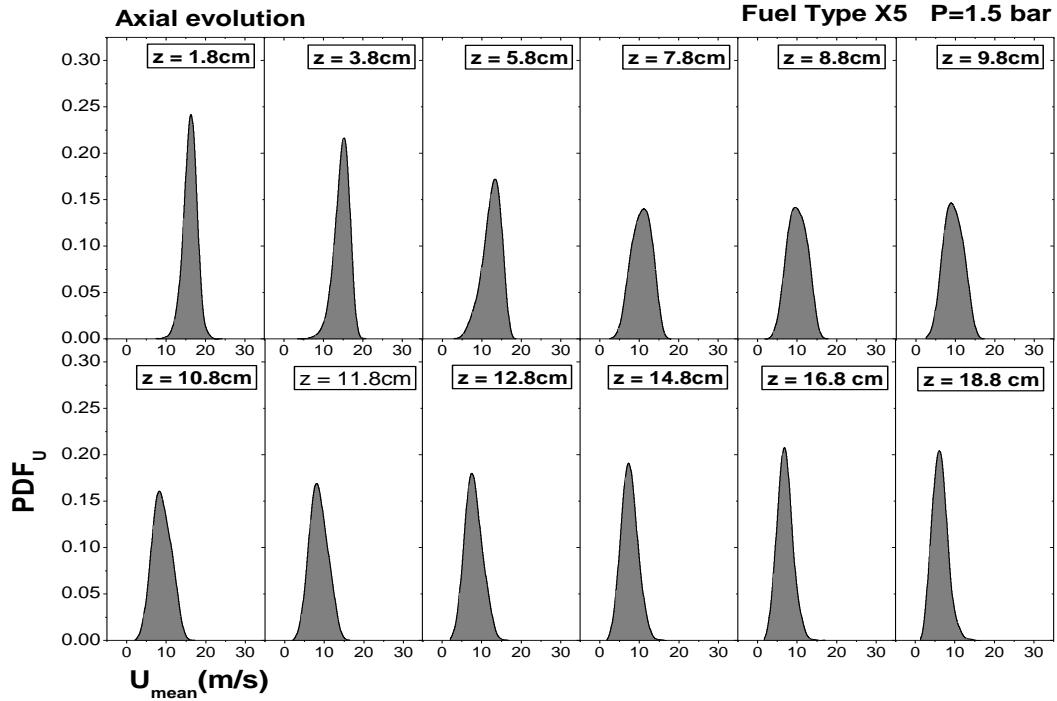 Axial evolution Fuel Type X5 P=1.5 bar
z = 1.8cm z = 3.8cm z = 5.8cm z = 7.8cm z = 8.8cm z = 9.8cm
0.30
0.25
0.20
0.15
0.10
0.05
0.00
0 10 20 30 0 10 20 30 0 10 20 30 0 10 20 30 0 10 20 30 0 10 20 30
z = 10.8cm z = 11.8cm z = 12.8cm z = 14.8cm z = 16.8 cm z = 18.8 cm
0.30
0.25
0.20
0.15
0.10
0.05
0.00
0 10 20 30 0 10 20 30 0 10 20 30 0 10 20 30 0 10 20 30 0 10 20 30
PDF_U
U_mean(m/s)